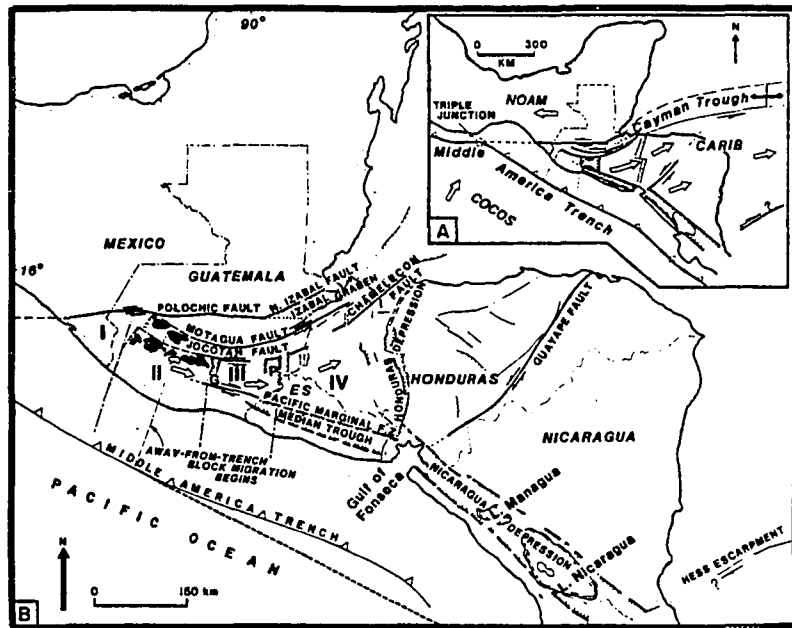 90°
N
0 300
KM
NOAM
Cayman Trough
TRIPLE
JUNCTION
CARIB
Middle
America Trench
COCOS
?
A
MEXICO
16°
GUATEMALA
N. IZABAL FAULT
IZABAL GRABEN
CHAMELECON
FAULT
POLOCHIC FAULT
MOTAGUA FAULT
JOCOTAN FAULT
I
II
III
G
IP
IV
ES
HONDURAS DEPRESSION
HONDURAS
GUAYAPE FAULT
PACIFIC MARGINAL F.Z.
MEDIAN TROUGH
NICARAGUA
AWAY-FROM-TRENCH
BLOCK MIGRATION
BEGINS
MIDDLE AMERICA TRENCH
PACIFIC OCEAN
Gulf of
Fonseca
NICARAGUA DEPRESSION
L. Managua
L. Nicaragua
HESS ESCARPMENT
?
N
0 150 km
B